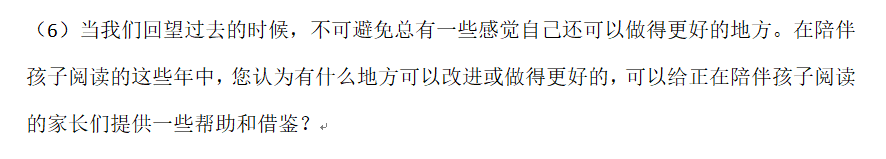 （6）当我们回望过去的时候，不可避免总有一些感觉自己还可以做得更好的地方。在陪伴
孩子阅读的这些年中，您认为有什么地方可以改进或做得更好的，可以给正在陪伴孩子阅读
的家长们提供一些帮助和借鉴？